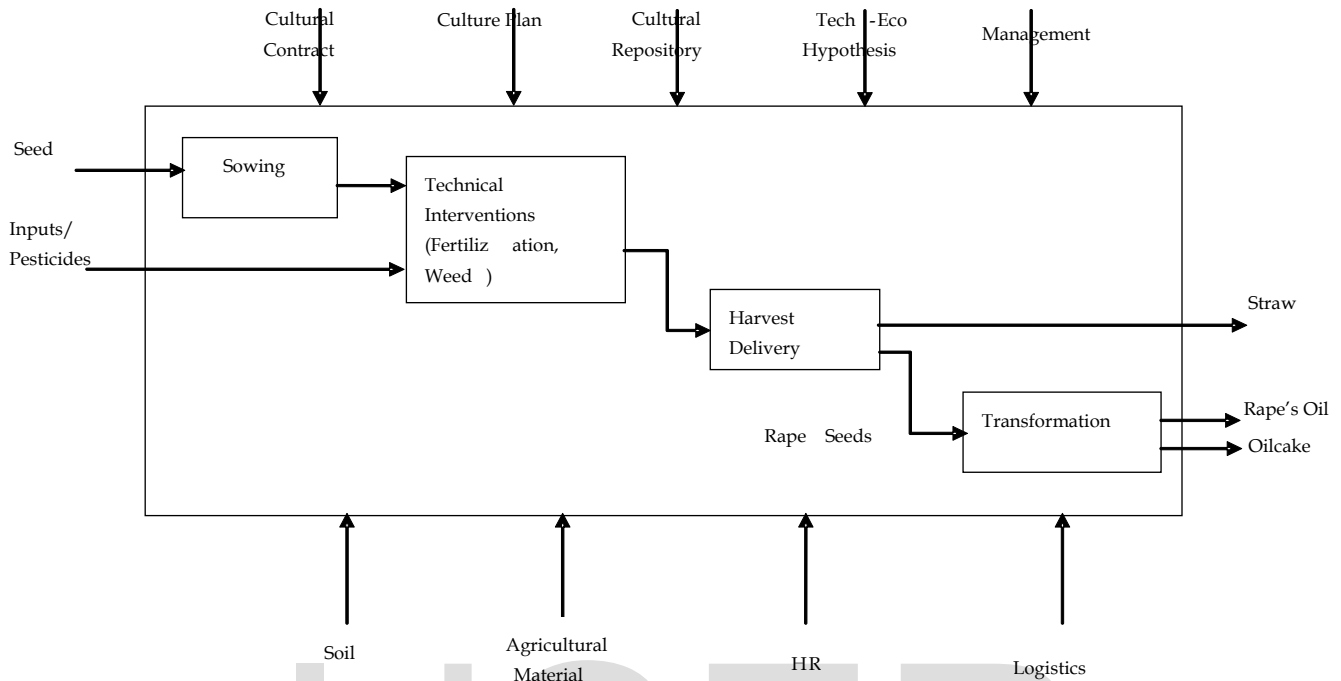 Cultural
Contract
Culture Plan
Cultural
Repository
Tech -Eco
Hypothesis
Management
Seed
Sowing
Inputs/
Pesticides
Technical
Interventions
(Fertiliz ation,
Weed )
Harvest
Delivery
Straw
Rape Seeds
Transformation
Rape’s Oil
Oilcake
Soil
Agricultural
Material
HR
Logistics